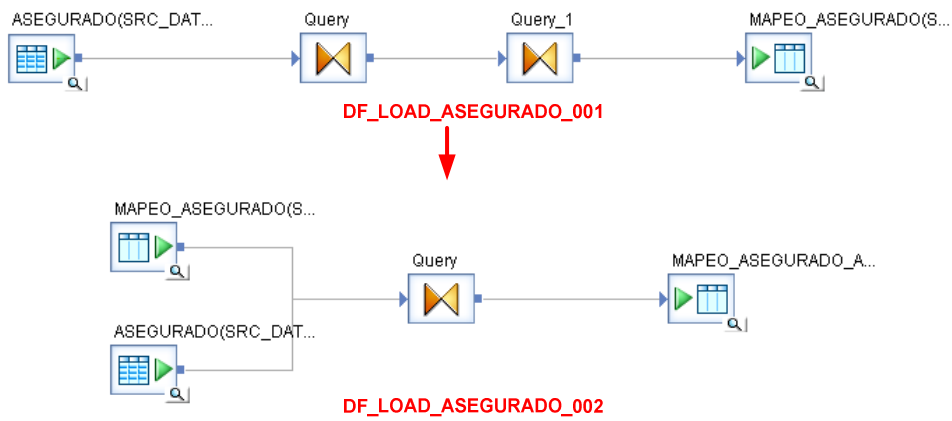 ASEGURADO(SRC_DAT...
Query
Query_1
MAPEO_ASEGURADO(S...
DF_LOAD_ASEGURADO_001
MAPEO_ASEGURADO(S...
Query
MAPEO_ASEGURADO_A...
ASEGURADO(SRC_DAT...
DF_LOAD_ASEGURADO_002